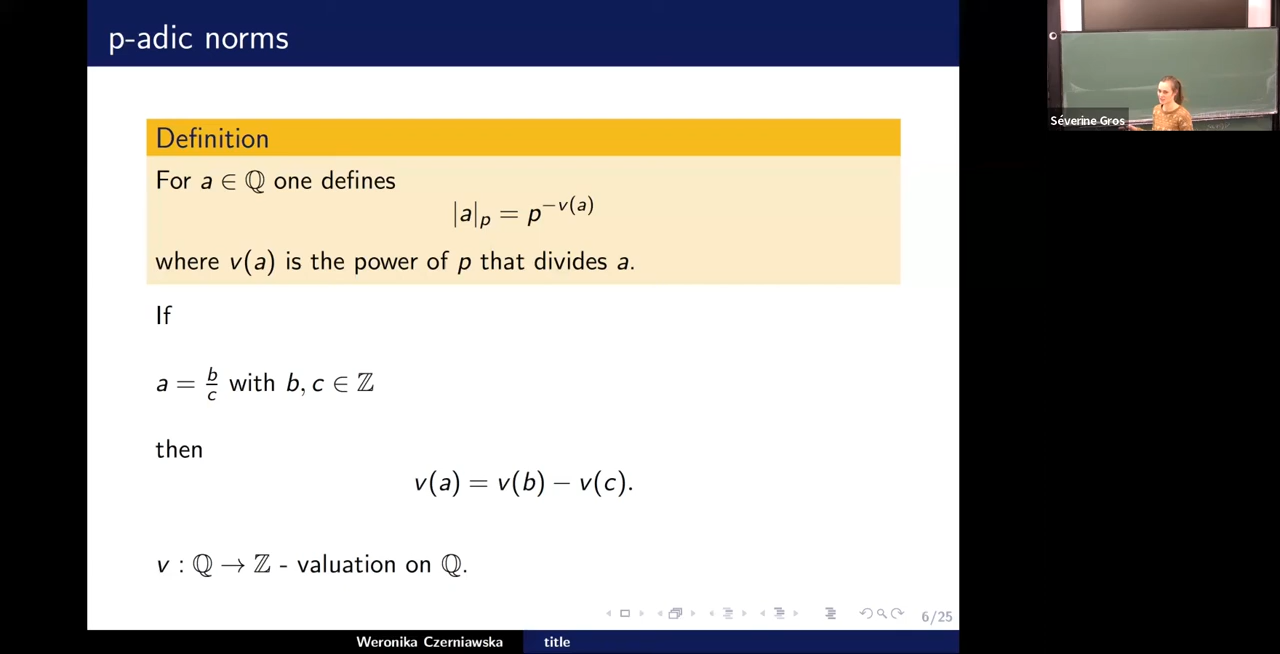 p-adic norms
Definition
For a ∈ ℚ one defines
|a|_p = p^{−v(a)}
where v(a) is the power of p that divides a.
If
a = b/c with b, c ∈ ℤ
then
v(a) = v(b) − v(c).
v : ℚ → ℤ - valuation on ℚ.
6/25
Weronika Czerniawska title
Séverine Gros